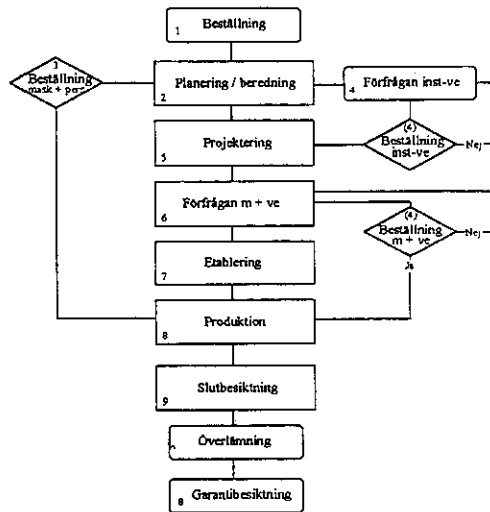 Beställning
1
3
Beställning
mask + pers
Planering / beredning
2
Förfrågan inst-ve
4
Projektering
5
(4)
Beställning
inst-ve
Nej
Förfrågan m + ve
6
(4)
Beställning
m + ve
Nej
Ja
Etablering
7
Produktion
8
Slutbesiktning
9
Överlämning
Garantibesiktning